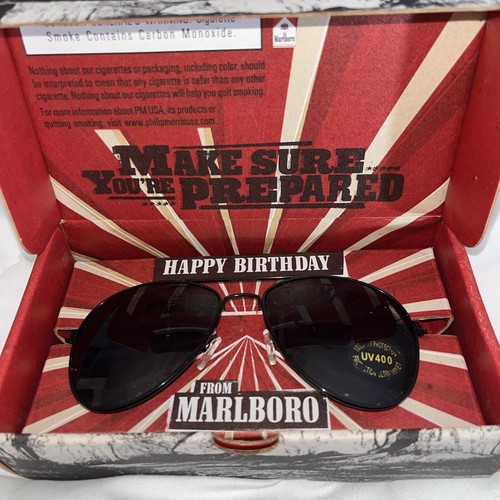 Smoke Contains Carbon Monoxide.
Marlboro
Nothing about our cigarettes or packaging, including color, should
be interpreted to mean that any cigarette is safer than any other
cigarette. Nothing about our cigarettes will help you quit smoking.
For more information about PM USA, its products or
quitting smoking, visit www.philipmorrisusa.com.
MAKE SURE
YOU'RE PREPARED
HAPPY BIRTHDAY
UV400
FROM
MARLBORO